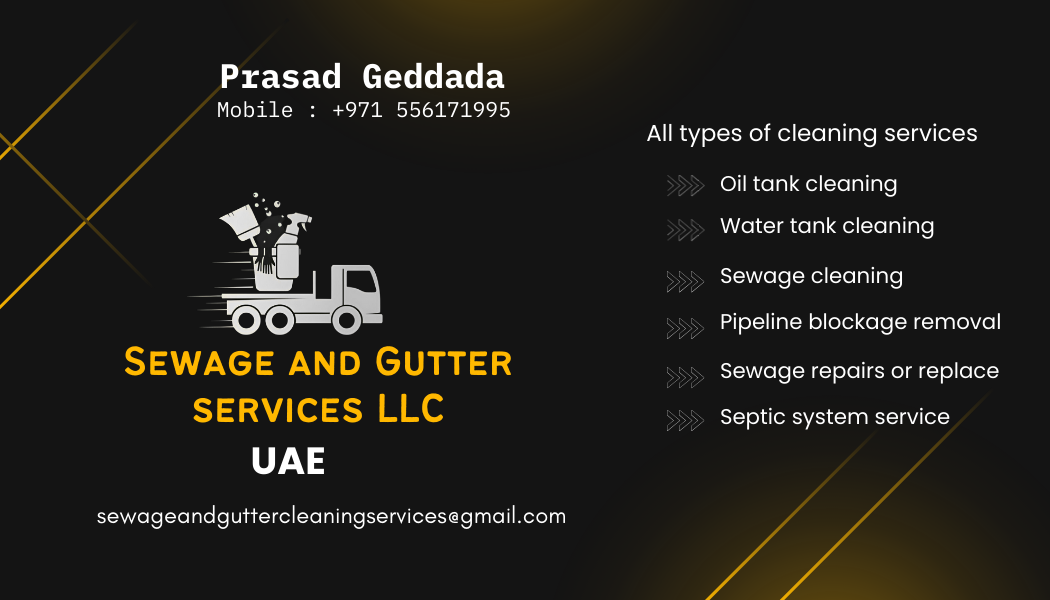 Prasad Geddada
Mobile : +971 556171995
Sewage and Gutter
services LLC
UAE
sewageandguttercleaningservices@gmail.com
All types of cleaning services
Oil tank cleaning
Water tank cleaning
Sewage cleaning
Pipeline blockage removal
Sewage repairs or replace
Septic system service